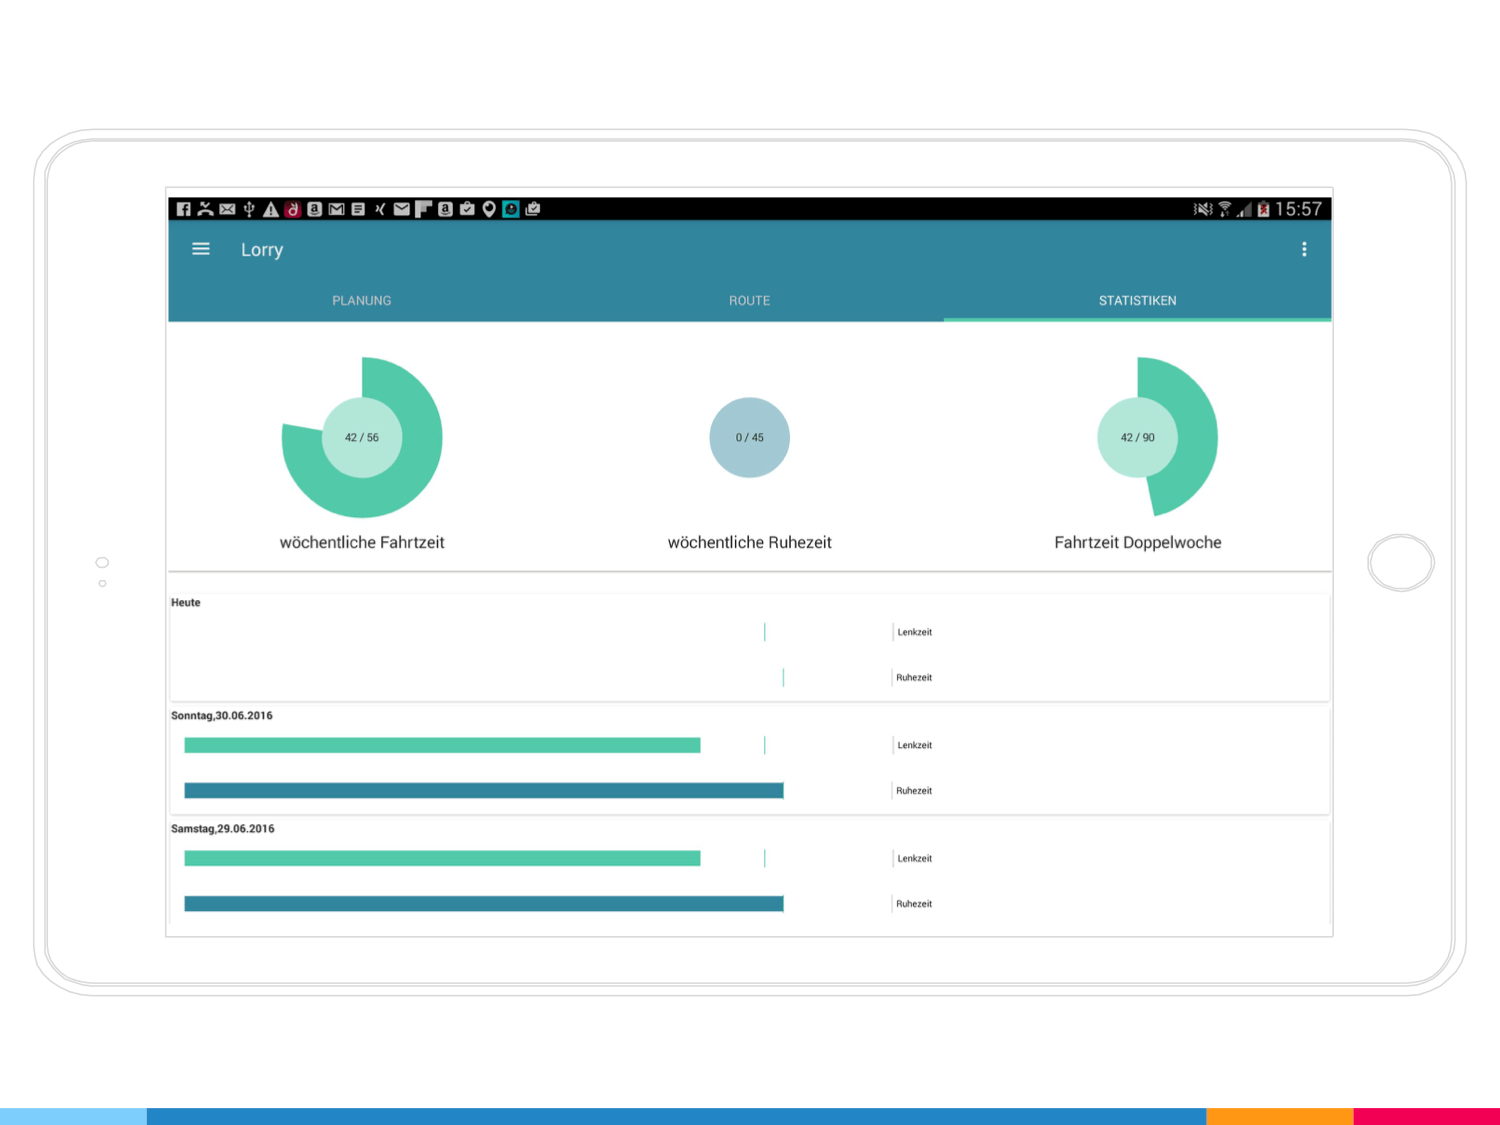 15:57
Lorry
PLANUNG ROUTE STATISTIKEN
42 / 56 0 / 45 42 / 90
wöchentliche Fahrtzeit wöchentliche Ruhezeit Fahrtzeit Doppelwoche
Heute
Lenkzeit
Ruhezeit
Sonntag,30.06.2016
Lenkzeit
Ruhezeit
Samstag,29.06.2016
Lenkzeit
Ruhezeit